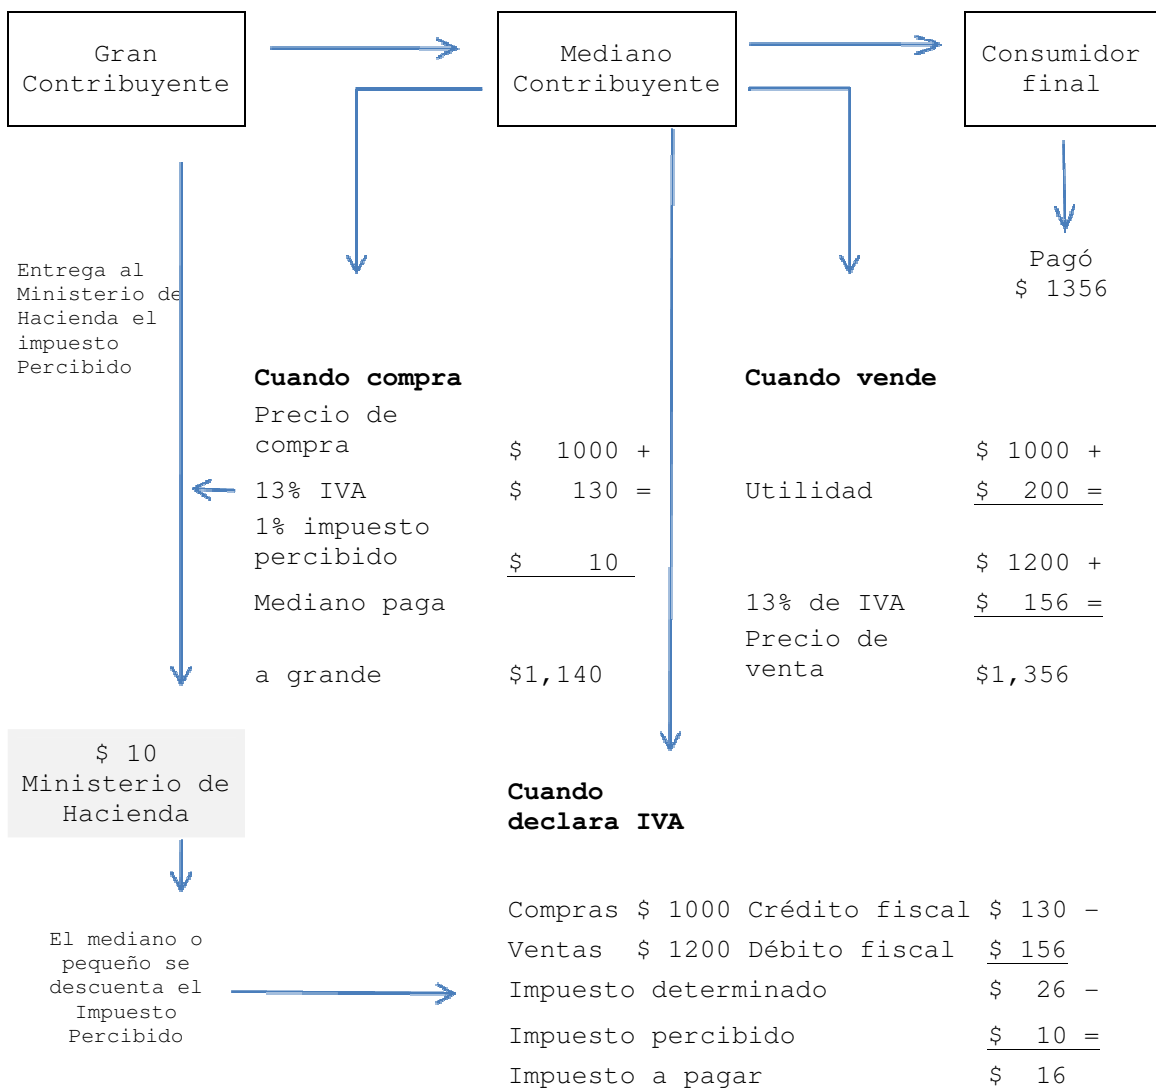 Gran
Contribuyente
Mediano
Contribuyente
Consumidor
final
Entrega al
Ministerio de
Hacienda el
impuesto
Percibido
Pagó
$ 1356
Cuando compra
Precio de
compra $ 1000 +
13% IVA $ 130 =
1% impuesto
percibido $ 10
Mediano paga
a grande $1,140
Cuando vende
$ 1000 +
Utilidad $ 200 =
$ 1200 +
13% de IVA $ 156 =
Precio de
venta $1,356
$ 10
Ministerio de
Hacienda
El mediano o
pequeño se
descuenta el
Impuesto
Percibido
Cuando
declara IVA
Compras $ 1000 Crédito fiscal $ 130 –
Ventas $ 1200 Débito fiscal $ 156
Impuesto determinado $ 26 –
Impuesto percibido $ 10 =
Impuesto a pagar $ 16